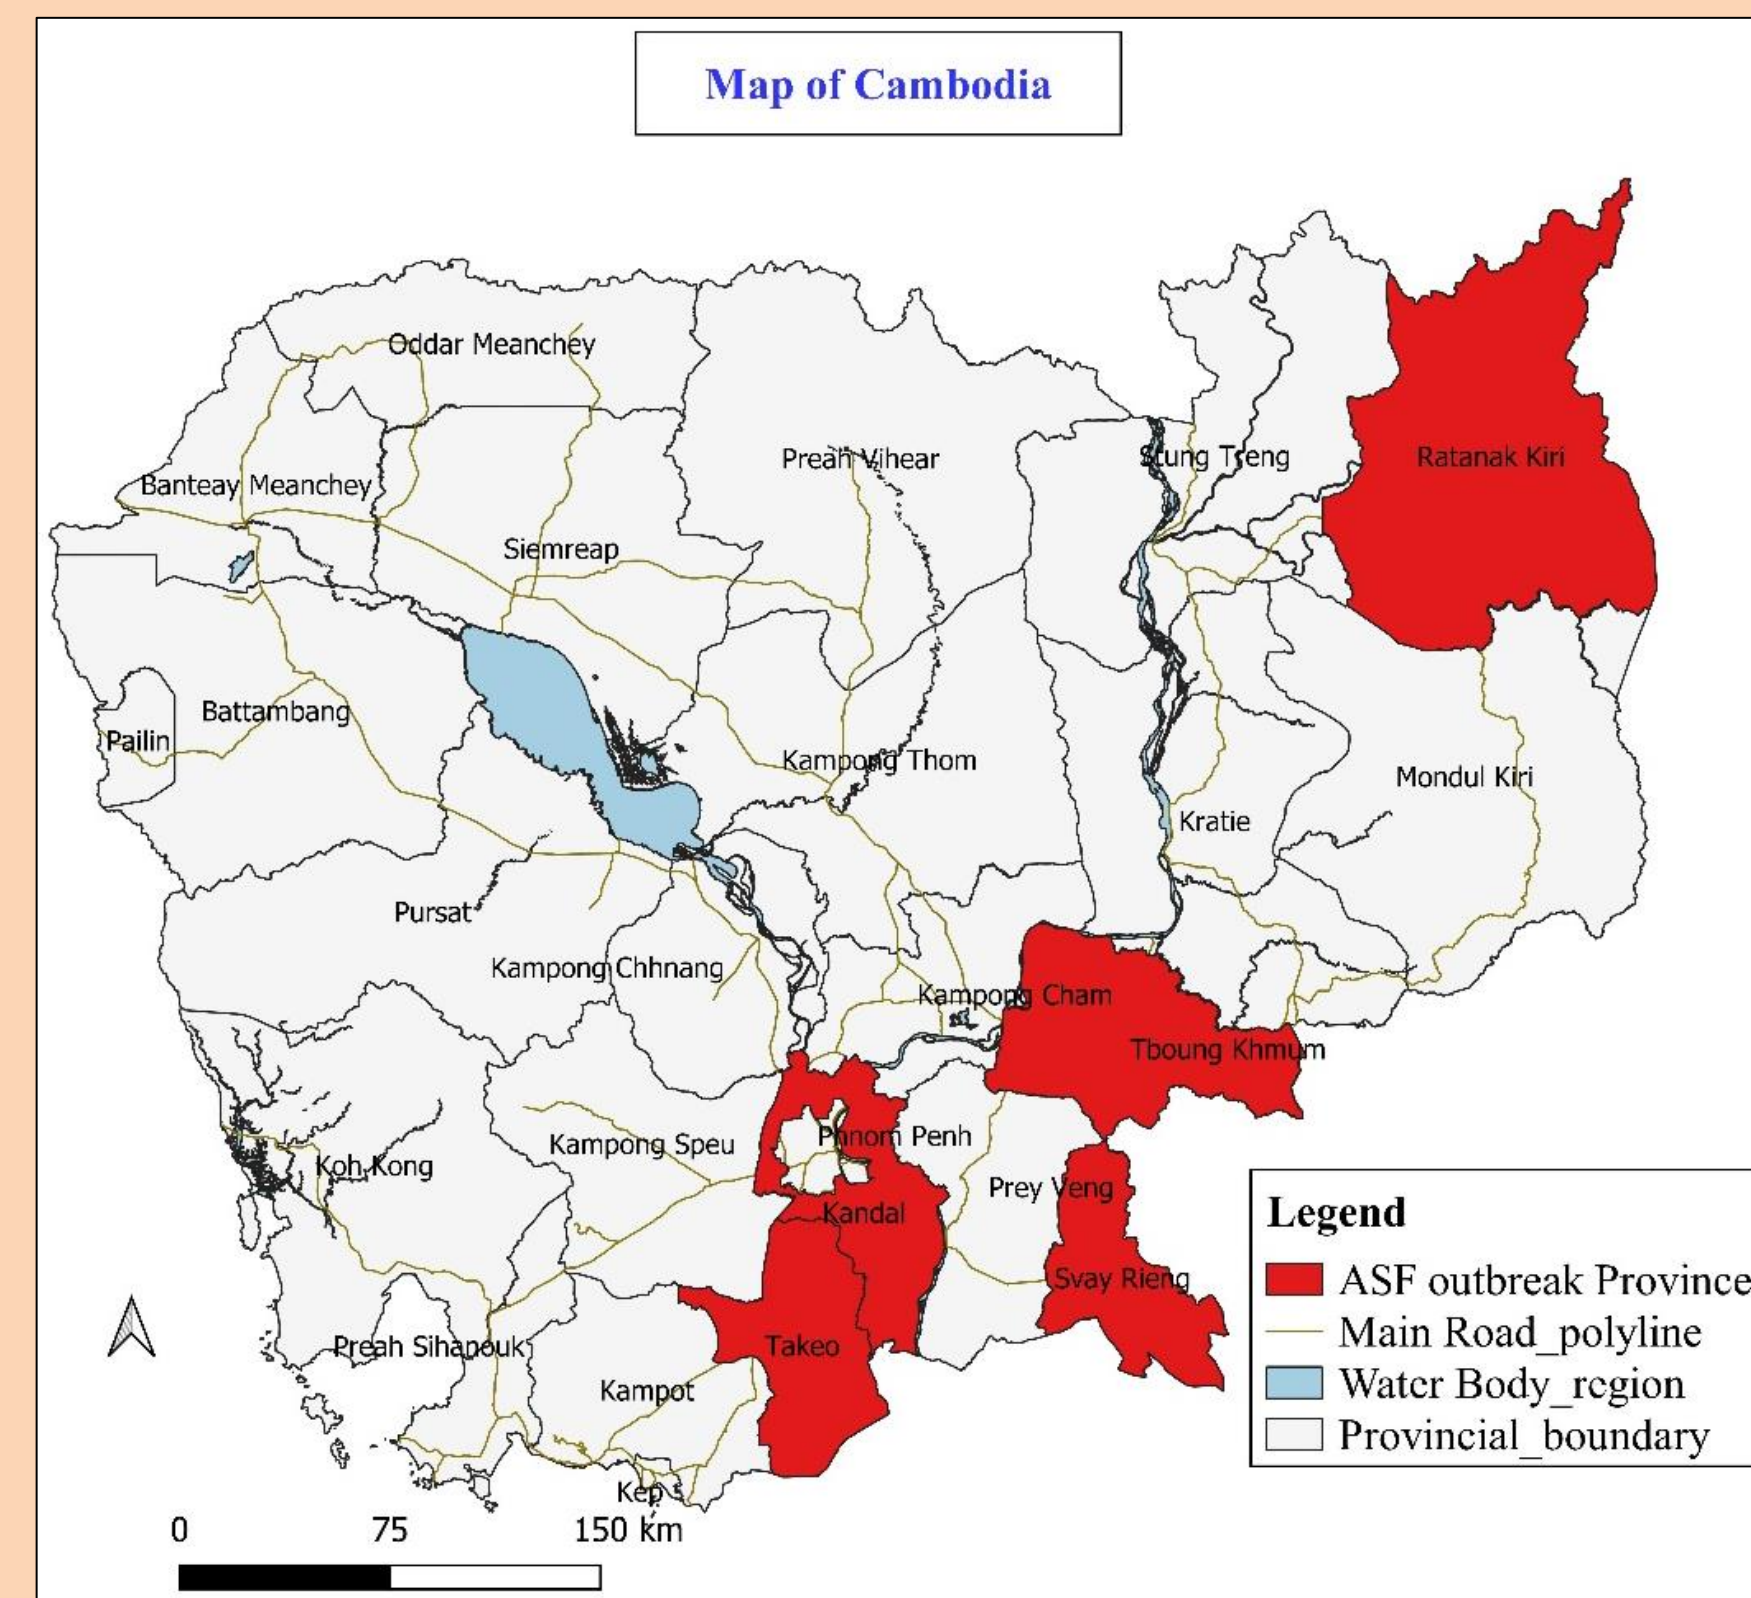 Map of Cambodia
Oddar Meanchey
Preah Vihear
Stung Treng
Ratanak Kiri
Banteay Meanchey
Siemreap
Battambang
Pailin
Kampong Thom
Mondul Kiri
Kratie
Pursat
Kampong Chhnang
Kampong Cham
Tboung Khmum
Kampong Speu
Phnom Penh
Koh Kong
Prey Veng
Kandal
Svay Rieng
Preah Sihanouk
Takeo
Kampot
Kep
Legend
ASF outbreak Province
Main Road_polyline
Water Body_region
Provincial_boundary
0 75 150 km